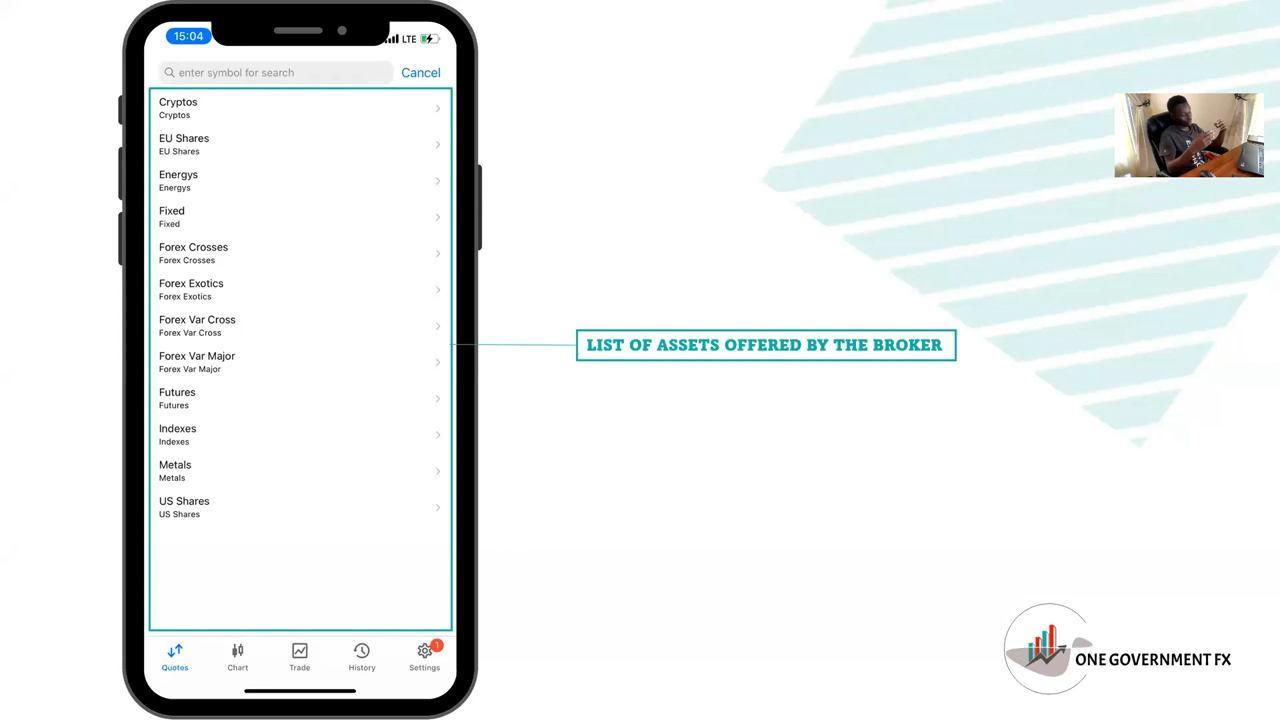 15:04
LTE
enter symbol for search
Cancel
Cryptos
Cryptos
EU Shares
EU Shares
Energys
Energys
Fixed
Fixed
Forex Crosses
Forex Crosses
Forex Exotics
Forex Exotics
Forex Var Cross
Forex Var Cross
Forex Var Major
Forex Var Major
Futures
Futures
Indexes
Indexes
Metals
Metals
US Shares
US Shares
LIST OF ASSETS OFFERED BY THE BROKER
Quotes
Chart
Trade
History
1
Settings
ONE GOVERNMENT FX